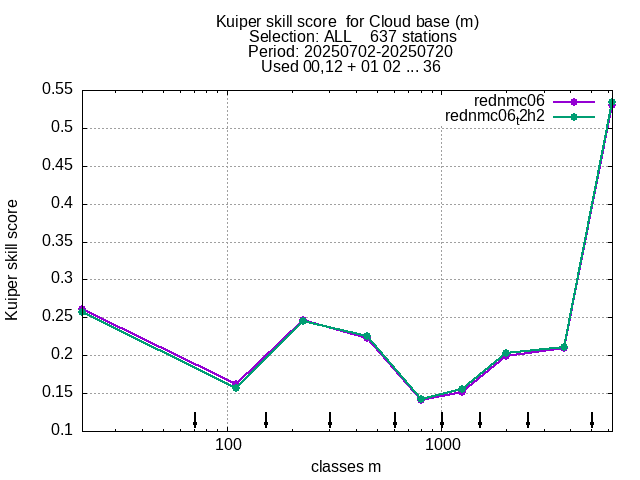 Kuiper skill score  for Cloud base (m)
Selection: ALL    637 stations
Period: 20250702-20250720
Used 00,12 + 01 02 ... 36
rednmc06
rednmc06_t2h2
0.55
0.5
0.45
0.4
0.35
0.3
0.25
0.2
0.15
0.1
Kuiper skill score
100
1000
classes m